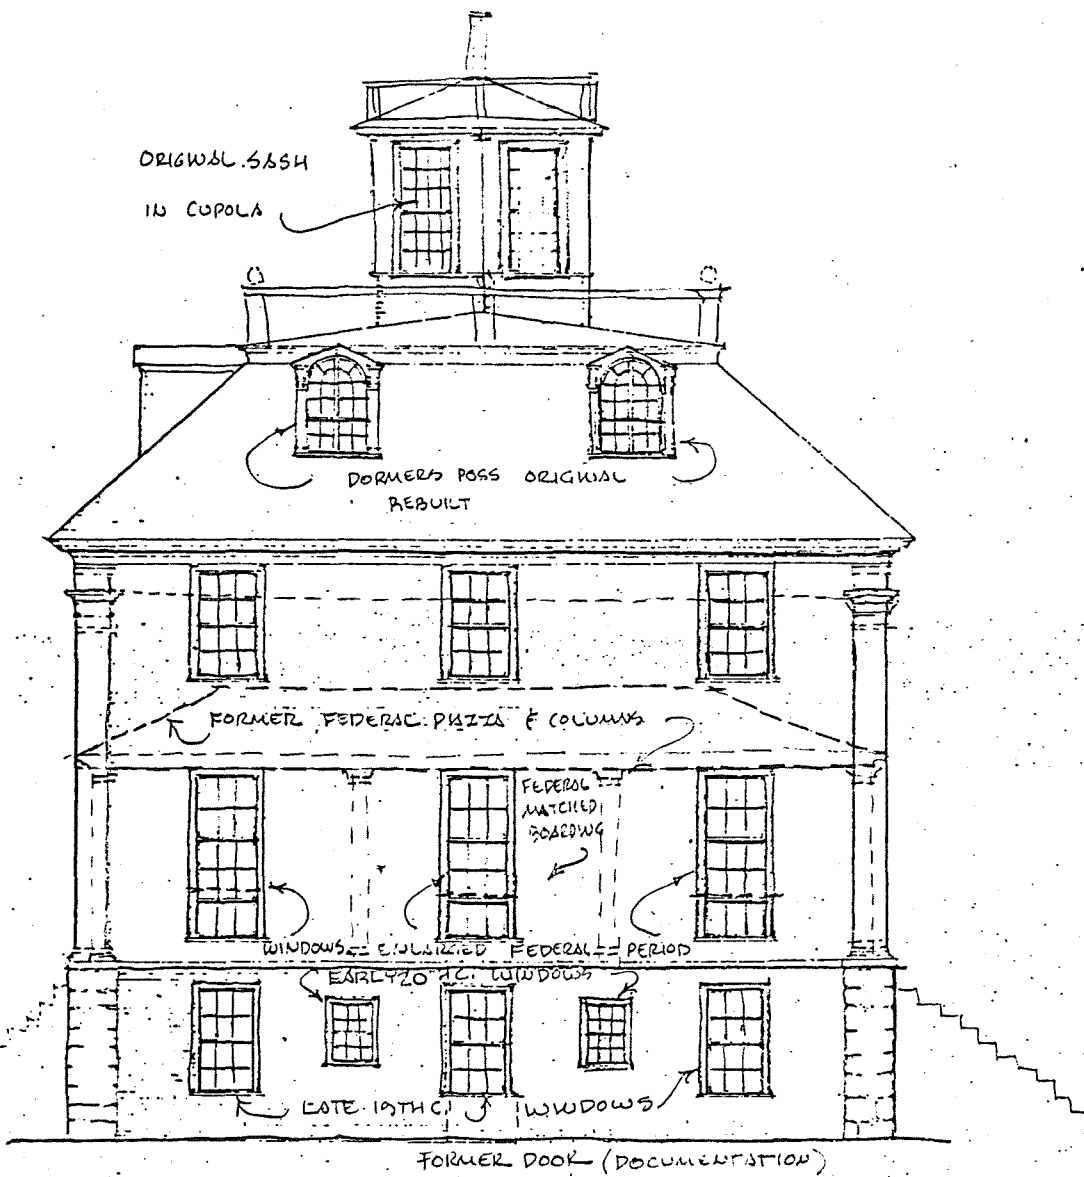 ORIGINAL SASH
IN CUPOLA
DORMERS POSS ORIGINAL
REBUILT
FORMER FEDERAL PIAZZA & COLUMNS
FEDERAL
MATCHED
BOARDING
WINDOWS ENLARGED FEDERAL PERIOD
EARLY 20TH C. WINDOWS
LATE 19TH C. WINDOWS
FORMER DOOR (DOCUMENTATION)